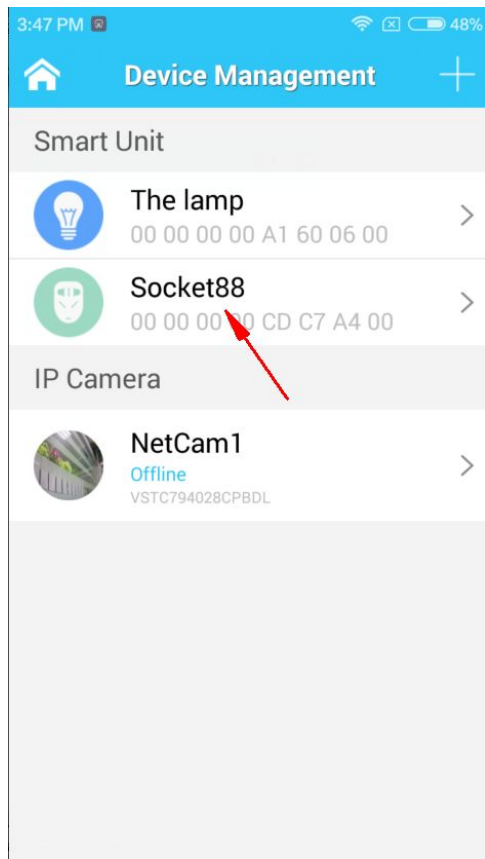 3:47 PM 48%
Device Management
Smart Unit
The lamp
00 00 00 00 A1 60 06 00
Socket88
00 00 00 00 CD C7 A4 00
IP Camera
NetCam1
Offline
VSTC794028CPBDL